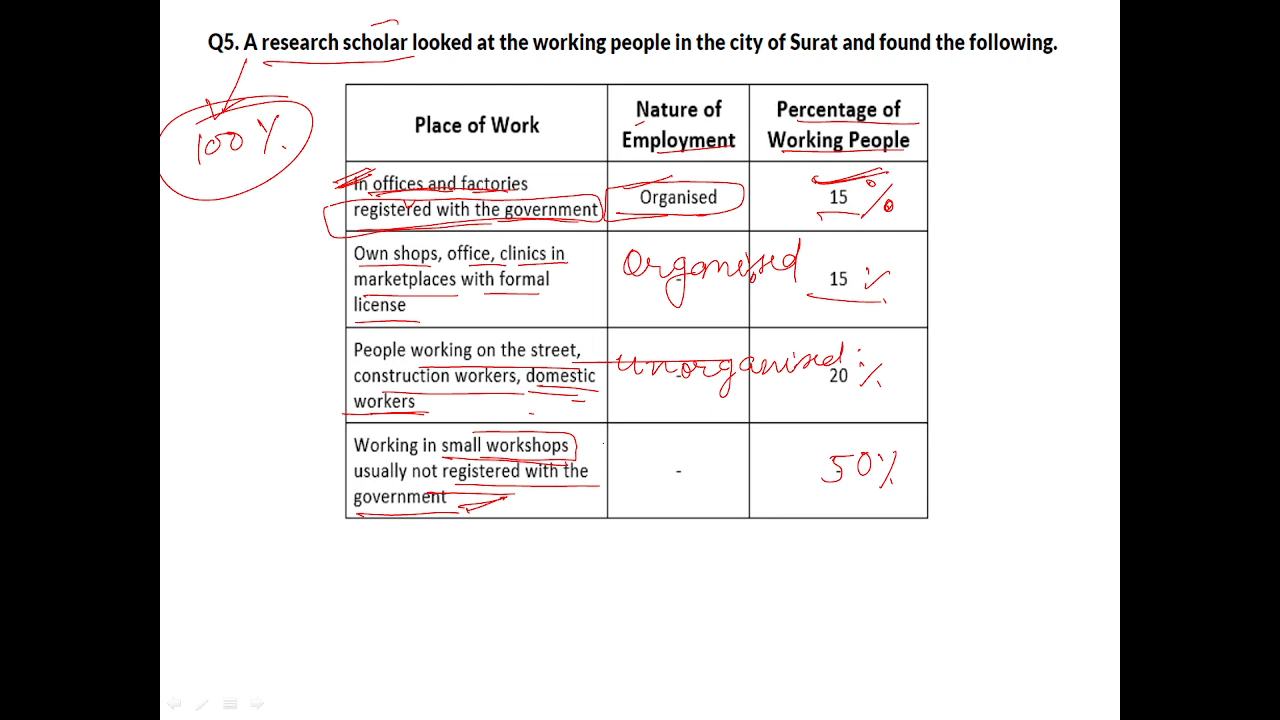 Q5. A research scholar looked at the working people in the city of Surat and found the following.
100 %
Place of Work
Nature of
Employment
Percentage of
Working People
In offices and factories
registered with the government
Organised
15 %
Own shops, office, clinics in
marketplaces with formal
license
Organised
-
15 %
People working on the street,
construction workers, domestic
workers
unorganised
-
20 %
Working in small workshops
usually not registered with the
government
-
50%